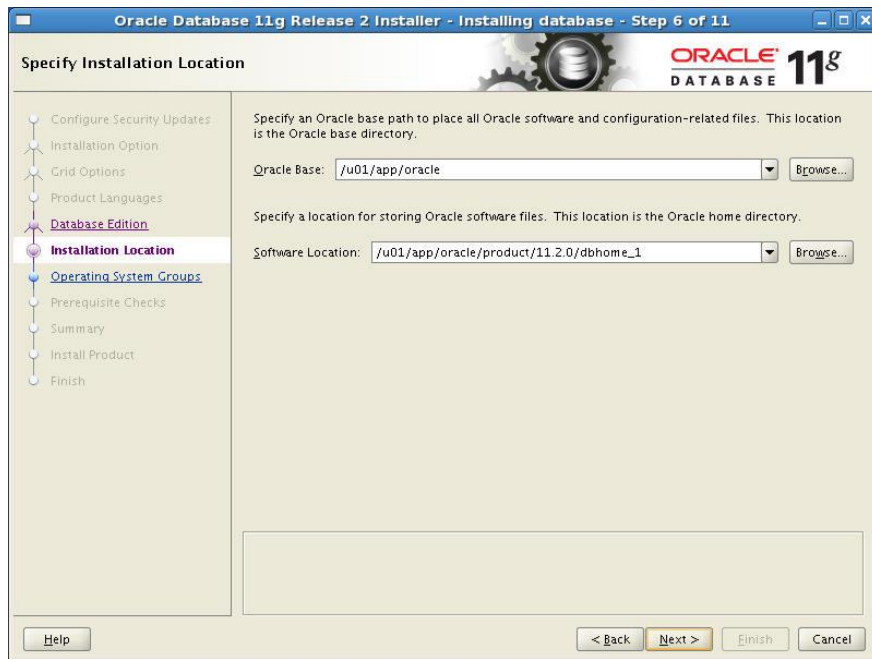 Oracle Database 11g Release 2 Installer - Installing database - Step 6 of 11
Specify Installation Location
ORACLE
DATABASE
11g
Configure Security Updates
Installation Option
Grid Options
Product Languages
Database Edition
Installation Location
Operating System Groups
Prerequisite Checks
Summary
Install Product
Finish
Specify an Oracle base path to place all Oracle software and configuration-related files. This location
is the Oracle base directory.
Oracle Base: /u01/app/oracle Browse...
Specify a location for storing Oracle software files. This location is the Oracle home directory.
Software Location: /u01/app/oracle/product/11.2.0/dbhome_1 Browse...
Help < Back Next > Finish Cancel